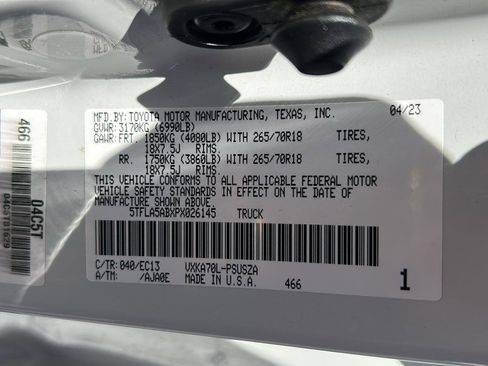 MFD.BY:TOYOTA MOTOR MANUFACTURING, TEXAS, INC. 04/23
GVWR:3170KG (6990LB)
GAWR:FRT. 1850KG (4080LB) WITH 265/70R18 TIRES,
18X7.5J RIMS.
RR. 1750KG (3860LB) WITH 265/70R18 TIRES,
18X7.5J RIMS.
THIS VEHICLE CONFORMS TO ALL APPLICABLE FEDERAL MOTOR
VEHICLE SAFETY STANDARDS IN EFFECT ON THE DATE OF
MANUFACTURE SHOWN ABOVE.
5TFLA5ABXPX026145 TRUCK
C/TR:040/EC13 VXKA70L-PSUSZA
A/TM: /AJA0E MADE IN U.S.A. 466 1
466 04C5T
04C5T01629